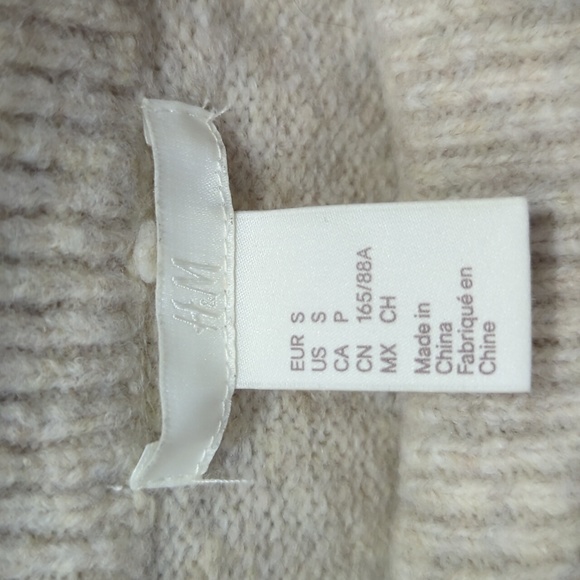 H&M
EUR S
US S
CA P
CN 165/88A
MX CH
Made in
China
Fabriqué en
Chine